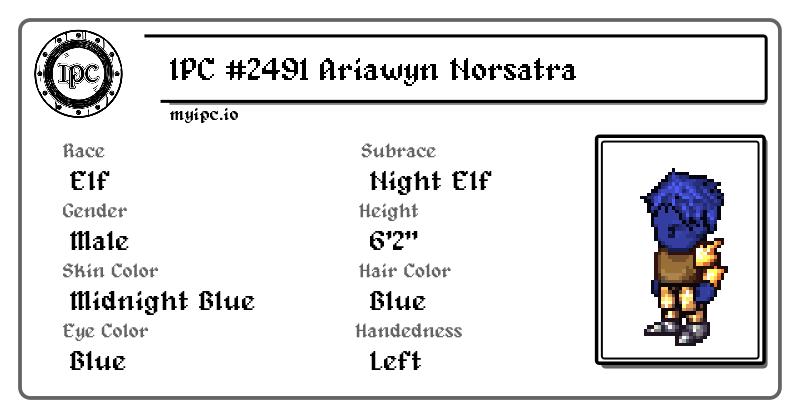 IPC
IPC #2491 Ariawyn Norsatra
myipc.io
Race
Elf
Subrace
Night Elf
Gender
Male
Height
6'2"
Skin Color
Midnight Blue
Hair Color
Blue
Eye Color
Blue
Handedness
Left